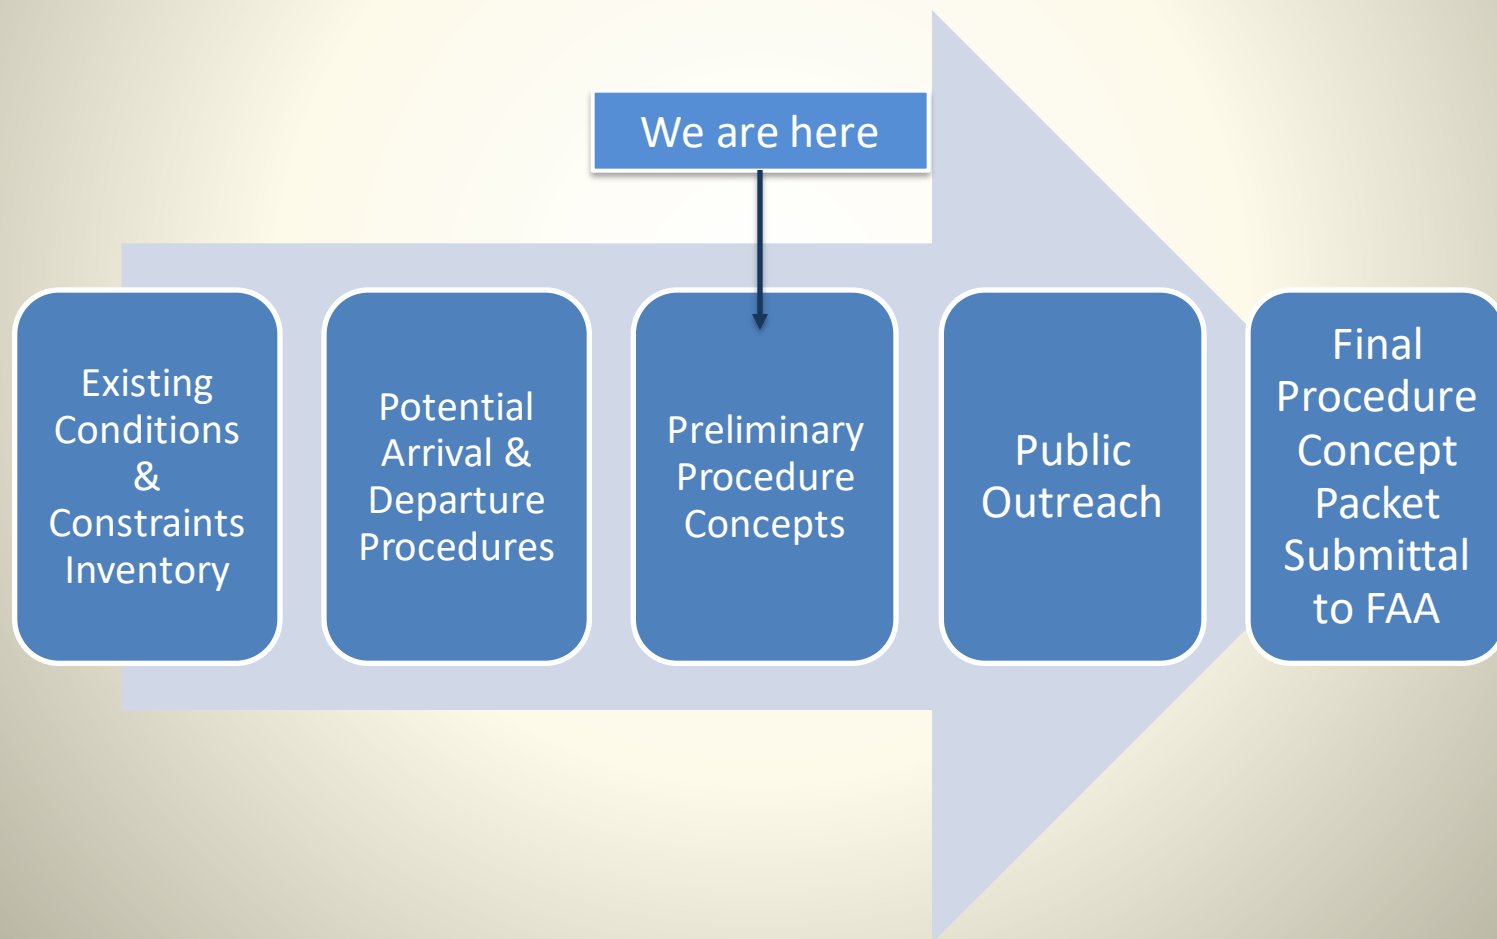 We are here
Existing
Conditions
&
Constraints
Inventory
Potential
Arrival &
Departure
Procedures
Preliminary
Procedure
Concepts
Public
Outreach
Final
Procedure
Concept
Packet
Submittal
to FAA